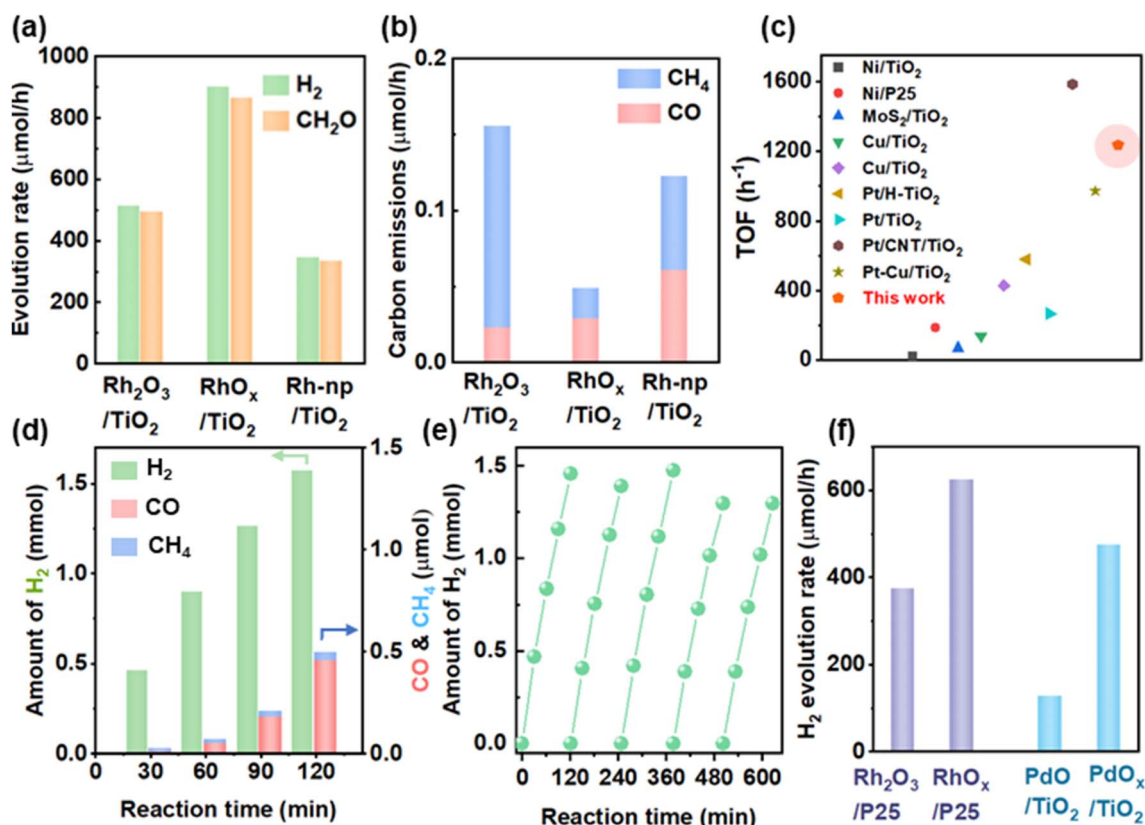 (a)
Evolution rate (μmol/h)
1000
800
600
400
200
0
H₂
CH₂O
Rh₂O₃
/TiO₂
RhOₓ
/TiO₂
Rh-np
/TiO₂
(b)
Carbon emissions (μmol/h)
0.2
0.1
0.0
CH₄
CO
Rh₂O₃
/TiO₂
RhOₓ
/TiO₂
Rh-np
/TiO₂
(c)
TOF (h⁻¹)
1600
1200
800
400
0
Ni/TiO₂
Ni/P25
MoS₂/TiO₂
Cu/TiO₂
Cu/TiO₂
Pt/H-TiO₂
Pt/TiO₂
Pt/CNT/TiO₂
Pt-Cu/TiO₂
This work
(d)
Amount of H₂ (mmol)
1.5
1.0
0.5
0.0
H₂
CO
CH₄
0 30 60 90 120
Reaction time (min)
1.5
1.0
0.5
0.0
CO & CH₄ (μmol)
(e)
Amount of H₂ (mmol)
1.5
1.0
0.5
0.0
0 120 240 360 480 600
Reaction time (min)
(f)
H₂ evolution rate (μmol/h)
600
400
200
0
Rh₂O₃
/P25
RhOₓ
/P25
PdO
/TiO₂
PdOₓ
/TiO₂